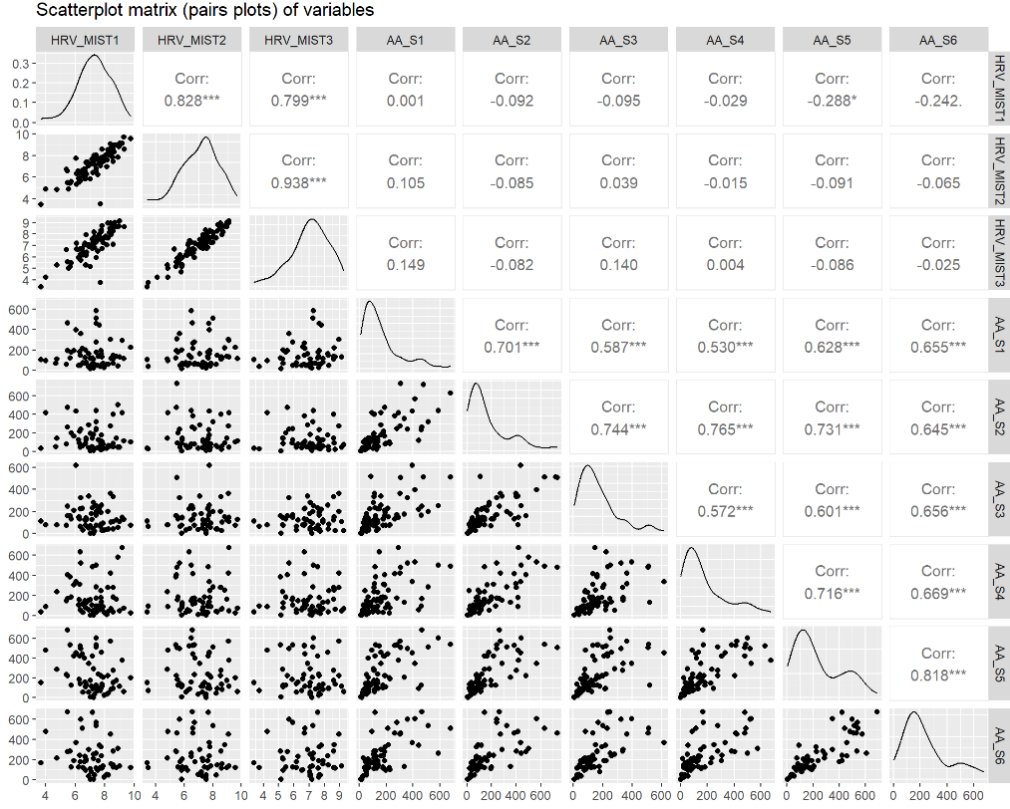 Scatterplot matrix (pairs plots) of variables
HRV_MIST1 HRV_MIST2 HRV_MIST3 AA_S1 AA_S2 AA_S3 AA_S4 AA_S5 AA_S6
0.3
0.2
0.1
0.0
Corr: Corr: Corr: Corr: Corr: Corr: Corr: Corr:
0.828*** 0.799*** 0.001 -0.092 -0.095 -0.029 -0.288* -0.242.
HRV_MIST1
10
8
6
4
Corr: Corr: Corr: Corr: Corr: Corr: Corr:
0.938*** 0.105 -0.085 0.039 -0.015 -0.091 -0.065
HRV_MIST2
9
8
7
6
5
4
Corr: Corr: Corr: Corr: Corr: Corr:
0.149 -0.082 0.140 0.004 -0.086 -0.025
HRV_MIST3
600
400
200
0
Corr: Corr: Corr: Corr: Corr:
0.701*** 0.587*** 0.530*** 0.628*** 0.655***
AA_S1
600
400
200
0
Corr: Corr: Corr: Corr:
0.744*** 0.765*** 0.731*** 0.645***
AA_S2
600
400
200
0
Corr: Corr: Corr:
0.572*** 0.601*** 0.656***
AA_S3
600
400
200
0
Corr: Corr:
0.716*** 0.669***
AA_S4
600
400
200
0
Corr:
0.818***
AA_S5
600
400
200
0
AA_S6
4 6 8 10 4 6 8 10 4 5 6 7 8 9 0 200 400 600 0 200 400 600 0 200 400 600 0 200 400 600 0 200 400 600 0 200 400 600